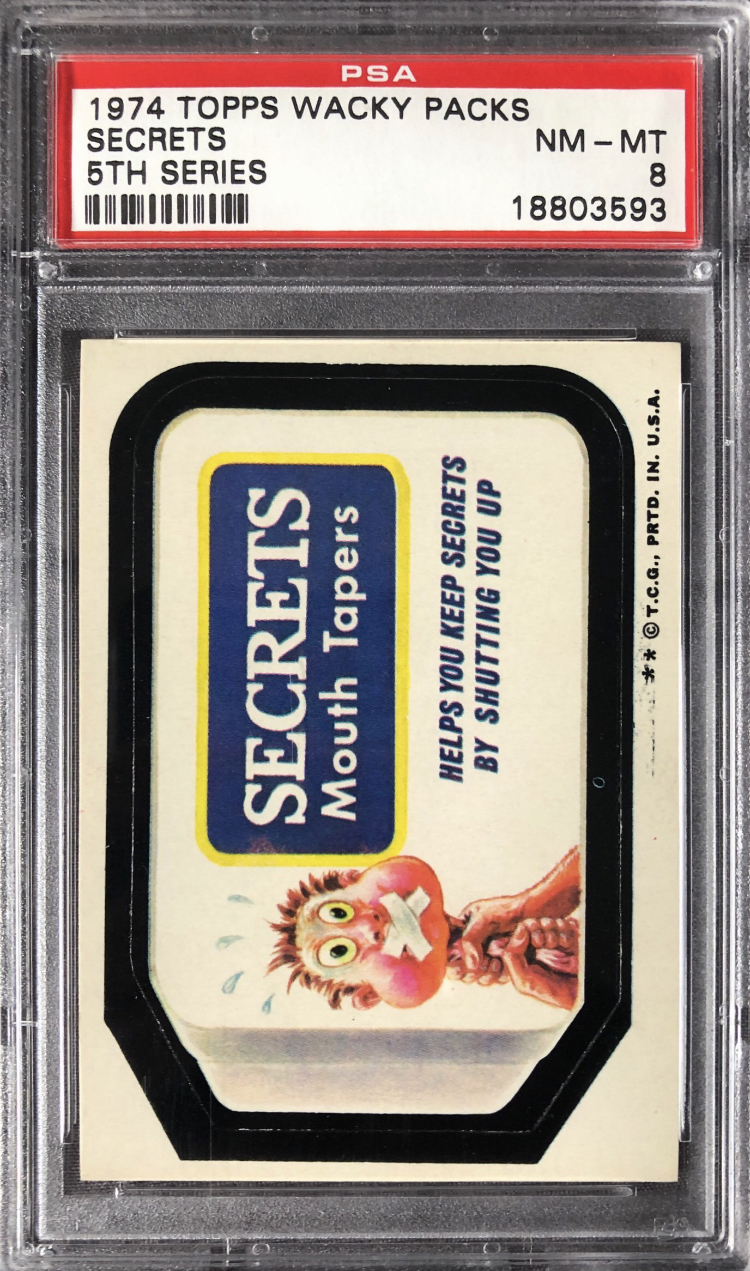 PSA
1974 TOPPS WACKY PACKS
SECRETS NM - MT
5TH SERIES 8
18803593
SECRETS
Mouth Tapers
HELPS YOU KEEP SECRETS
BY SHUTTING YOU UP
** © T.C.G., PRTD. IN. U.S.A.